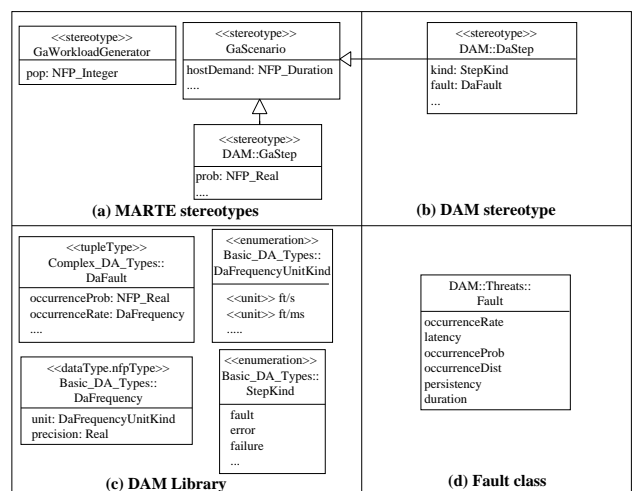 <<stereotype>>
GaWorkloadGenerator
pop: NFP_Integer
<<stereotype>>
GaScenario
hostDemand: NFP_Duration
....
<<stereotype>>
DAM::GaStep
prob: NFP_Real
....
(a) MARTE stereotypes
<<stereotype>>
DAM::DaStep
kind: StepKind
fault: DaFault
...
(b) DAM stereotype
<<tupleType>>
Complex_DA_Types::
DaFault
occurrenceProb: NFP_Real
occurrenceRate: DaFrequency
....
<<enumeration>>
Basic_DA_Types::
DaFrequencyUnitKind
<<unit>> ft/s
<<unit>> ft/ms
.....
<<dataType.nfpType>>
Basic_DA_Types::
DaFrequency
unit: DaFrequencyUnitKind
precision: Real
<<enumeration>>
Basic_DA_Types::
StepKind
fault
error
failure
...
(c) DAM Library
DAM::Threats::
Fault
occurrenceRate
latency
occurrenceProb
occurrenceDist
persistency
duration
(d) Fault class